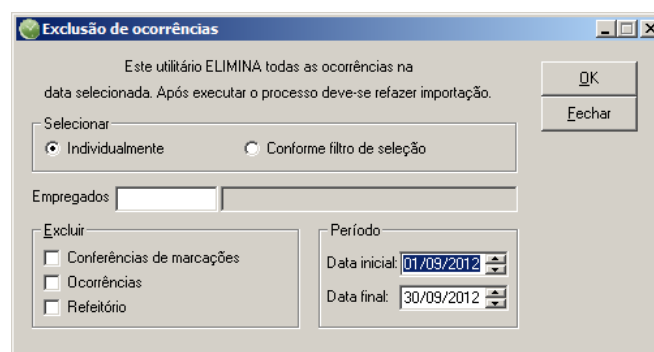 Exclusão de ocorrências
Este utilitário ELIMINA todas as ocorrências na
data selecionada. Após executar o processo deve-se refazer importação.
OK
Fechar
Selecionar
Individualmente
Conforme filtro de seleção
Empregados
Excluir
Conferências de marcações
Ocorrências
Refeitório
Período
Data inicial: 01/09/2012
Data final: 30/09/2012